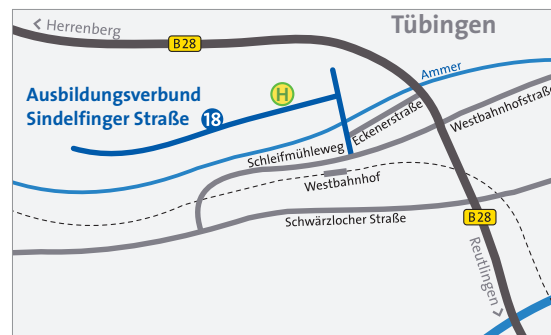 < Herrenberg
Tübingen
B28
Ammer
Ausbildungsverbund
Sindelfinger Straße 18
H
Eckenerstraße
Westbahnhofstraße
Schleifmühleweg
Westbahnhof
Schwärzlocher Straße
B28
Reutlingen >